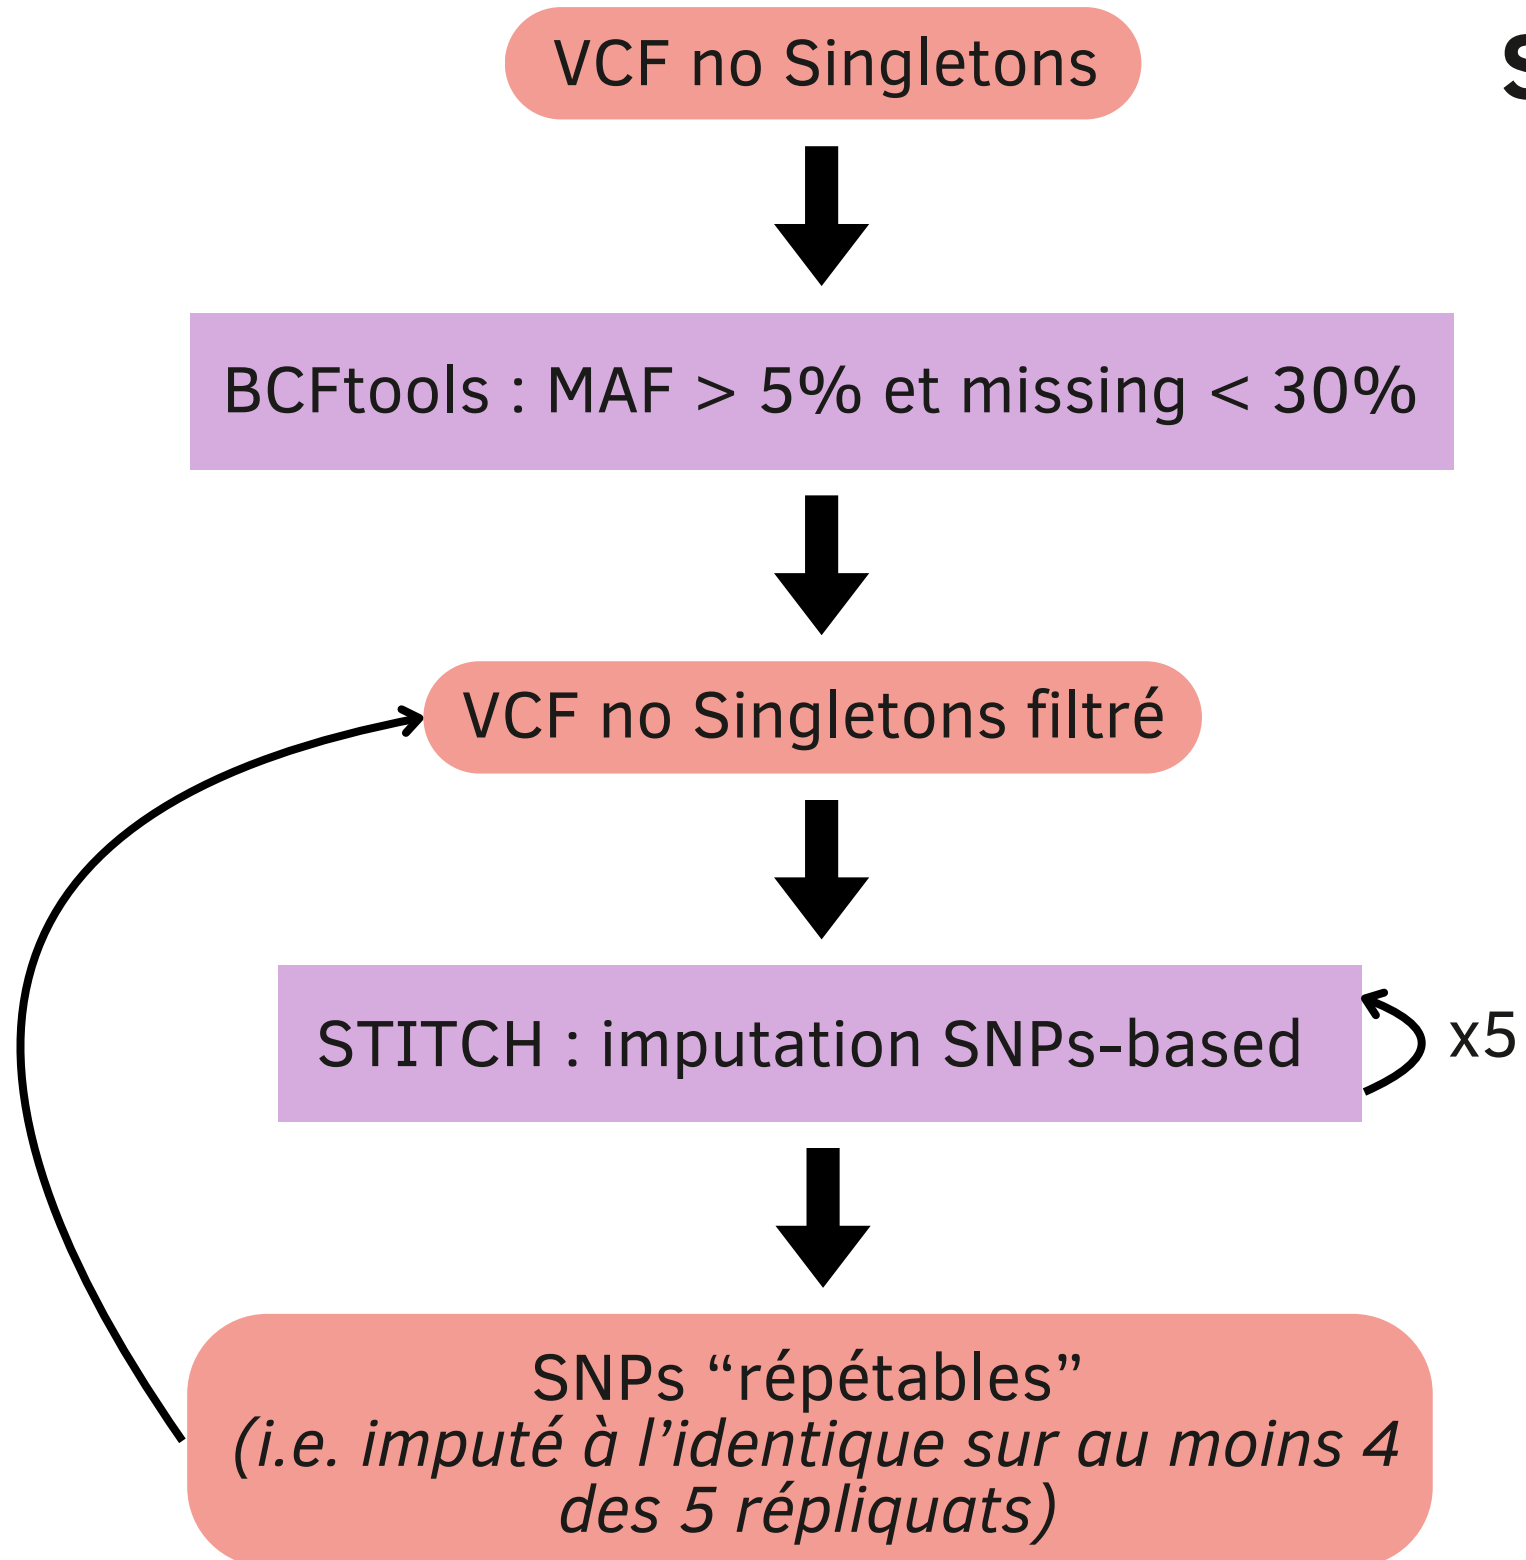 VCF no Singletons
S
BCFtools : MAF > 5% et missing < 30%
VCF no Singletons filtré
STITCH : imputation SNPs-based
x5
SNPs “répétables”
(i.e. imputé à l’identique sur au moins 4
des 5 répliquats)